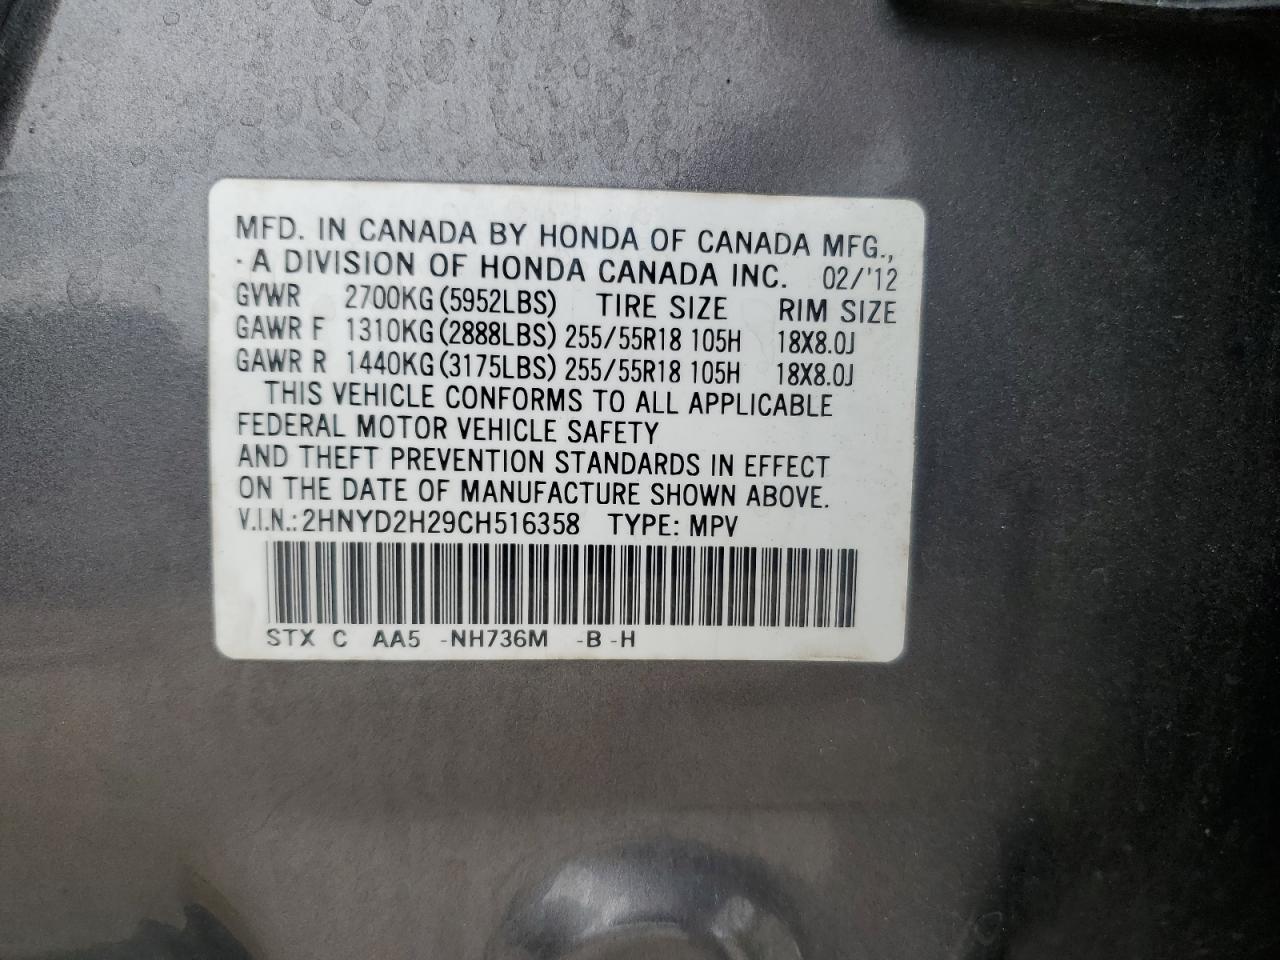 MFD. IN CANADA BY HONDA OF CANADA MFG.,
· A DIVISION OF HONDA CANADA INC. 02/'12
GVWR 2700KG (5952LBS) TIRE SIZE RIM SIZE
GAWR F 1310KG (2888LBS) 255/55R18 105H 18X8.0J
GAWR R 1440KG (3175LBS) 255/55R18 105H 18X8.0J
THIS VEHICLE CONFORMS TO ALL APPLICABLE
FEDERAL MOTOR VEHICLE SAFETY
AND THEFT PREVENTION STANDARDS IN EFFECT
ON THE DATE OF MANUFACTURE SHOWN ABOVE.
V.I.N.: 2HNYD2H29CH516358 TYPE: MPV
STX C AA5 -NH736M -B -H